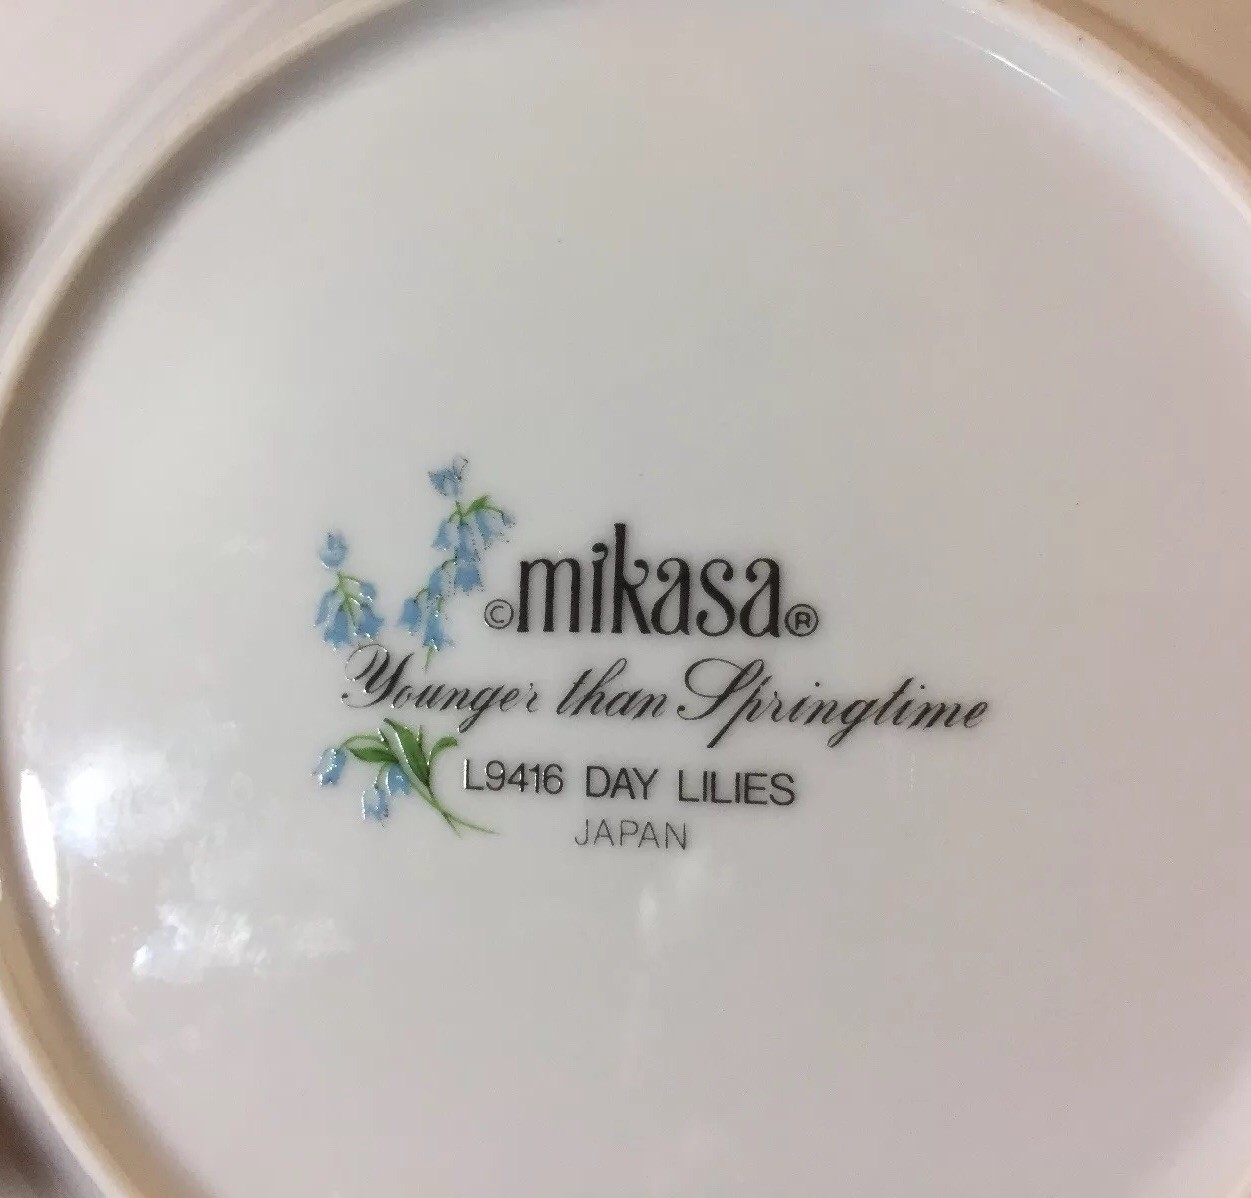 ©mikasa®
Younger than Springtime
L9416 DAY LILIES
JAPAN